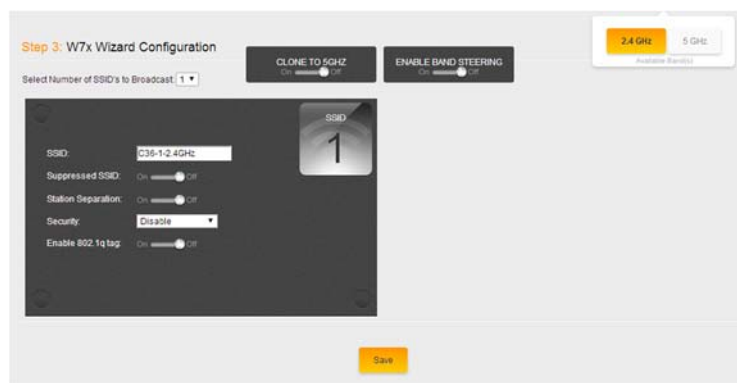 Step 3: W7x Wizard Configuration
CLONE TO 5GHZ
On Off
ENABLE BAND STEERING
On Off
2.4 GHz
5 GHz
Available Band(s)
Select Number of SSID's to Broadcast: 1
SSID
1
SSID: C36-1-2.4GHz
Suppressed SSID: On Off
Station Separation: On Off
Security: Disable
Enable 802.1q tag: On Off
Save